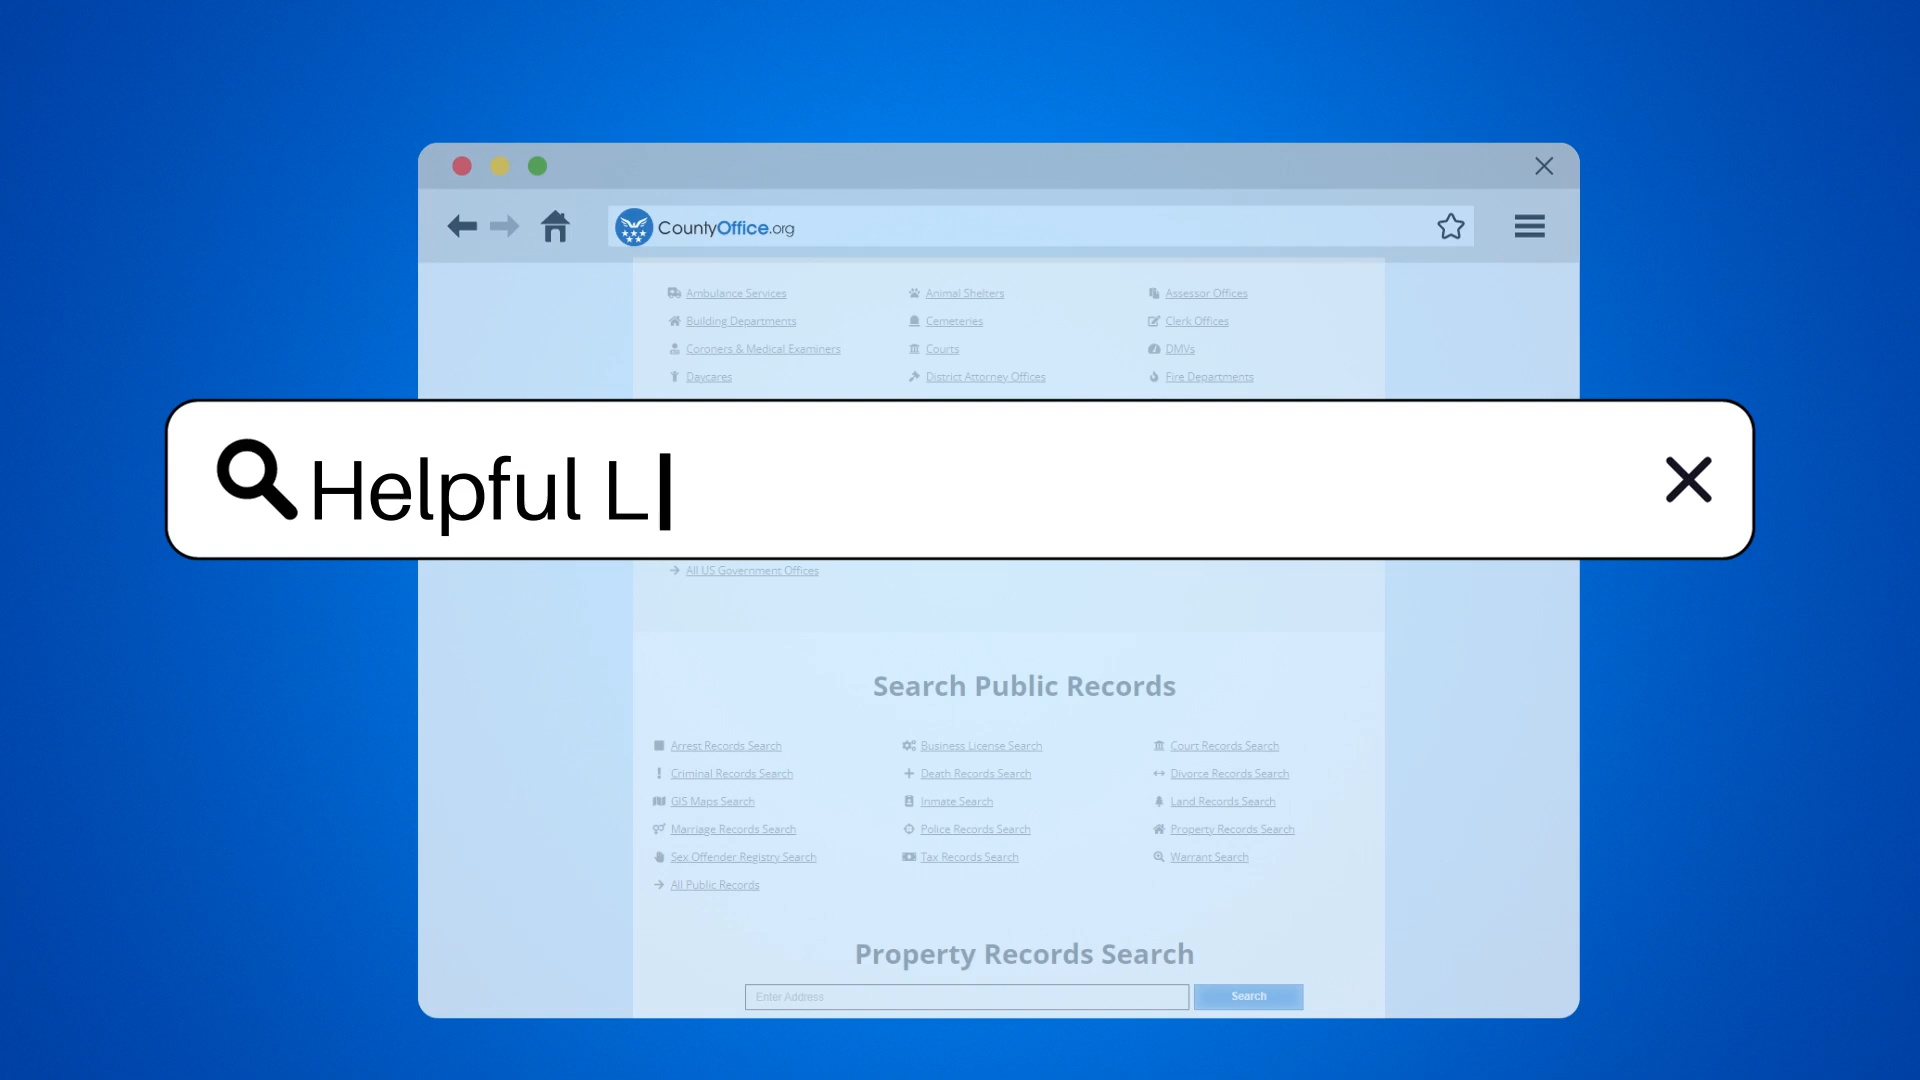 CountyOffice.org
Ambulance Services Animal Shelters Assessor Offices
Building Departments Cemeteries Clerk Offices
Coroners & Medical Examiners Courts DMVs
Daycares District Attorney Offices Fire Departments
Helpful L
All US Government Offices
Search Public Records
Arrest Records Search Business License Search Court Records Search
Criminal Records Search Death Records Search Divorce Records Search
GIS Maps Search Inmate Search Land Records Search
Marriage Records Search Police Records Search Property Records Search
Sex Offender Registry Search Tax Records Search Warrant Search
All Public Records
Property Records Search
Enter Address Search